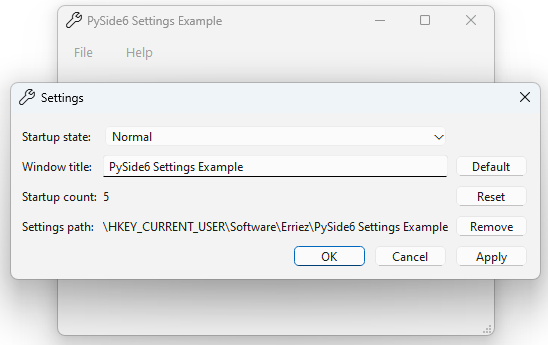 PySide6 Settings Example
File Help
Settings
Startup state: Normal
Window title: PySide6 Settings Example Default
Startup count: 5 Reset
Settings path: \HKEY_CURRENT_USER\Software\Erriez\PySide6 Settings Example Remove
OK Cancel Apply